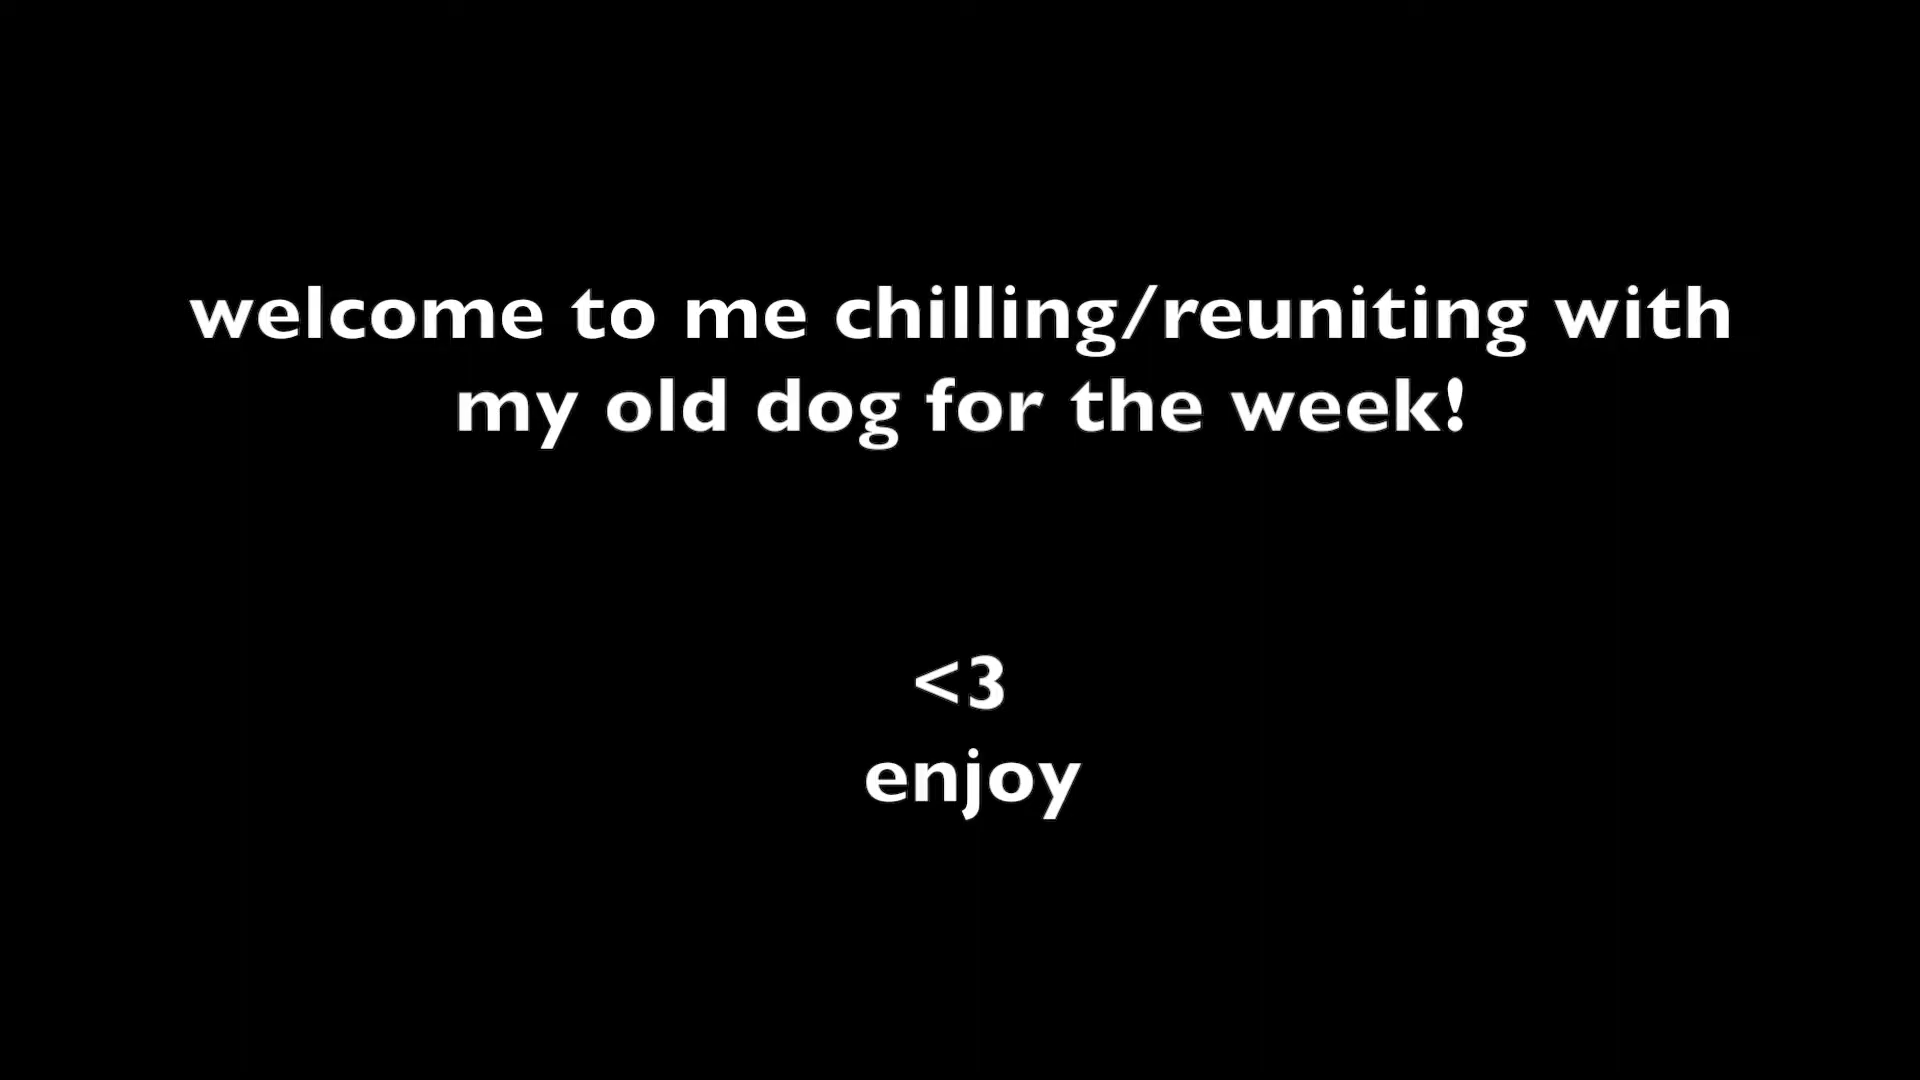 welcome to me chilling/reuniting with
my old dog for the week!
<3
enjoy